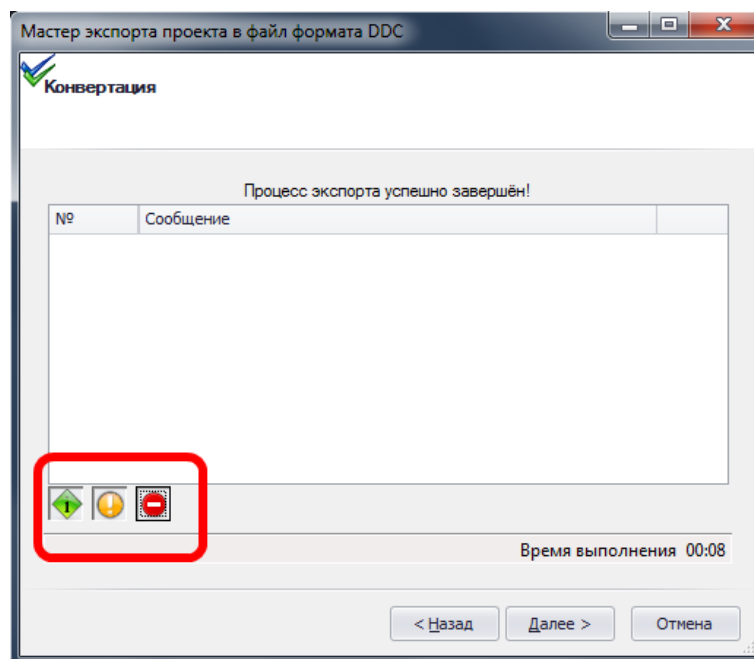 Мастер экспорта проекта в файл формата DDC
Конвертация
Процесс экспорта успешно завершён!
№ Сообщение
Время выполнения 00:08
< Назад Далее > Отмена